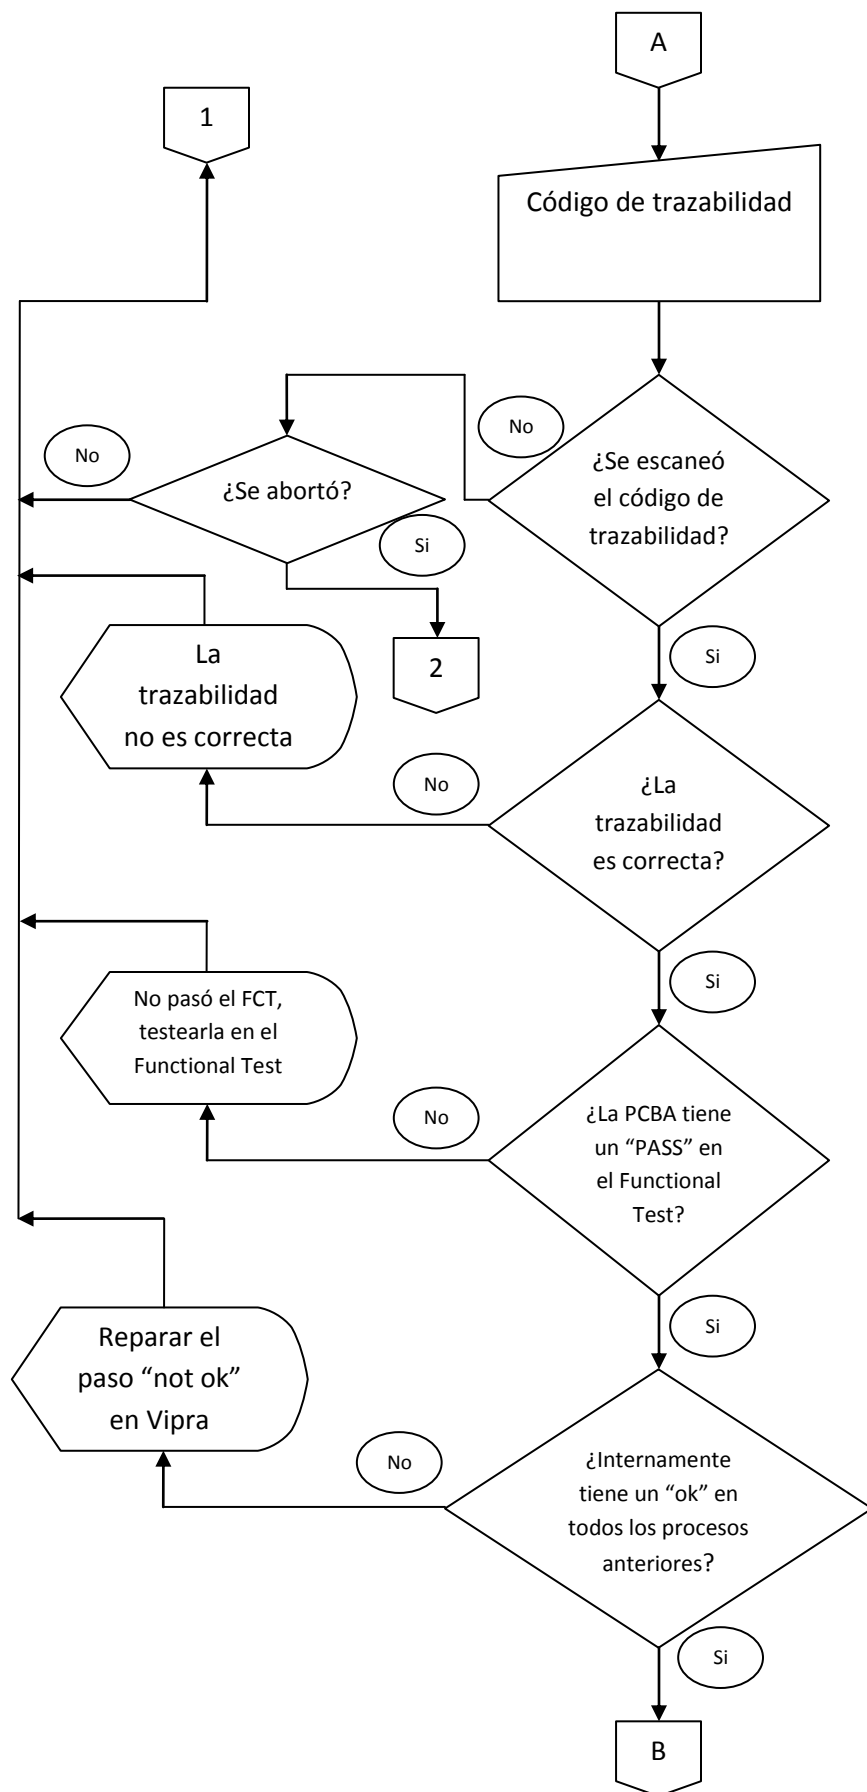 A
1
Código de trazabilidad
No
No
¿Se escaneó
el código de
trazabilidad?
¿Se abortó?
Si
Si
La
trazabilidad
no es correcta
2
No
¿La
trazabilidad
es correcta?
Si
No pasó el FCT,
testearla en el
Functional Test
No
¿La PCBA tiene
un “PASS” en
el Functional
Test?
Si
Reparar el
paso “not ok”
en Vipra
No
¿Internamente
tiene un “ok” en
todos los procesos
anteriores?
Si
B